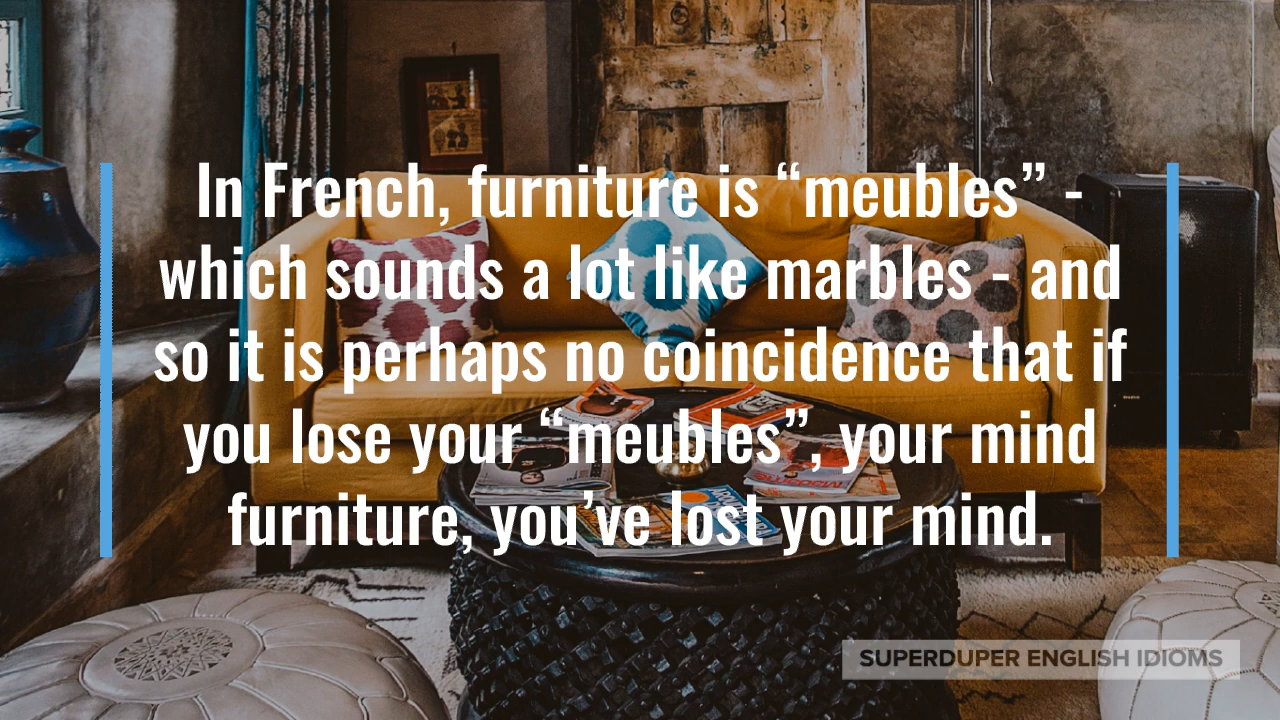 In French, furniture is “meubles” -
which sounds a lot like marbles - and
so it is perhaps no coincidence that if
you lose your “meubles”, your mind
furniture, you’ve lost your mind.
SUPERDUPER ENGLISH IDIOMS